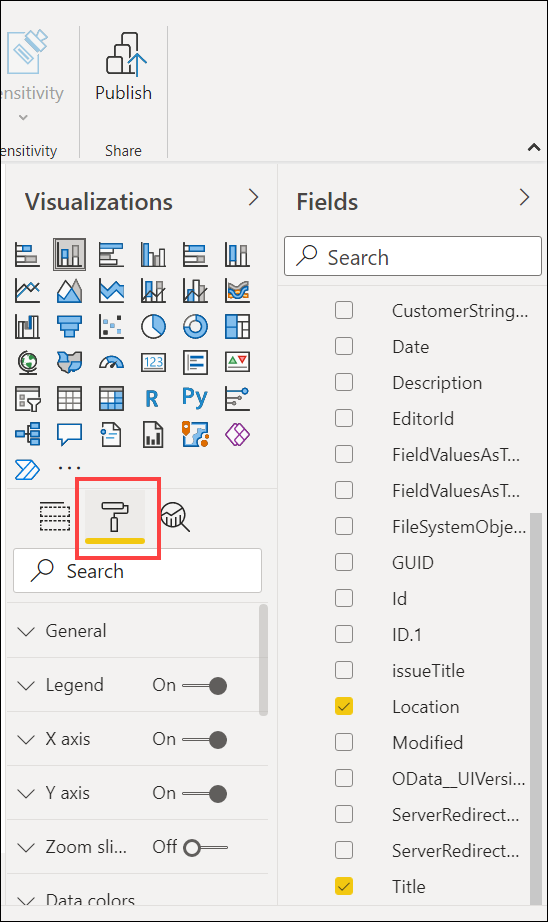 ensitivity
Publish
ensitivity
Share
Visualizations
Fields
Search
123
R
Py
Search
General
Legend On
X axis On
Y axis On
Zoom sli... Off
Data colors
CustomerString...
Date
Description
EditorId
FieldValuesAsT...
FieldValuesAsT...
FileSystemObje...
GUID
Id
ID.1
issueTitle
Location
Modified
OData__UIVersi...
ServerRedirect...
ServerRedirect...
Title